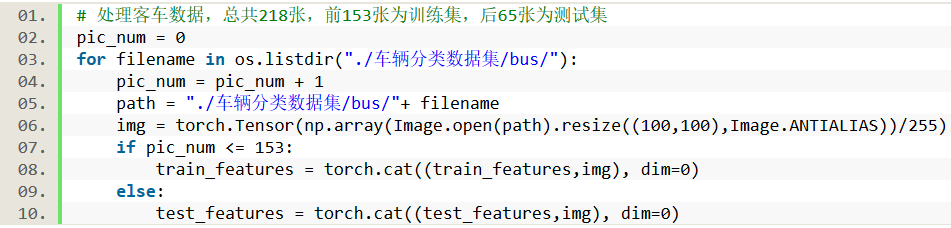 01. # 处理客车数据，总共218张，前153张为训练集，后65张为测试集
02. pic_num = 0
03. for filename in os.listdir("./车辆分类数据集/bus/"):
04.     pic_num = pic_num + 1
05.     path = "./车辆分类数据集/bus/"+ filename
06.     img = torch.Tensor(np.array(Image.open(path).resize((100,100),Image.ANTIALIAS))/255)
07.     if pic_num <= 153:
08.         train_features = torch.cat((train_features,img), dim=0)
09.     else:
10.         test_features = torch.cat((test_features,img), dim=0)